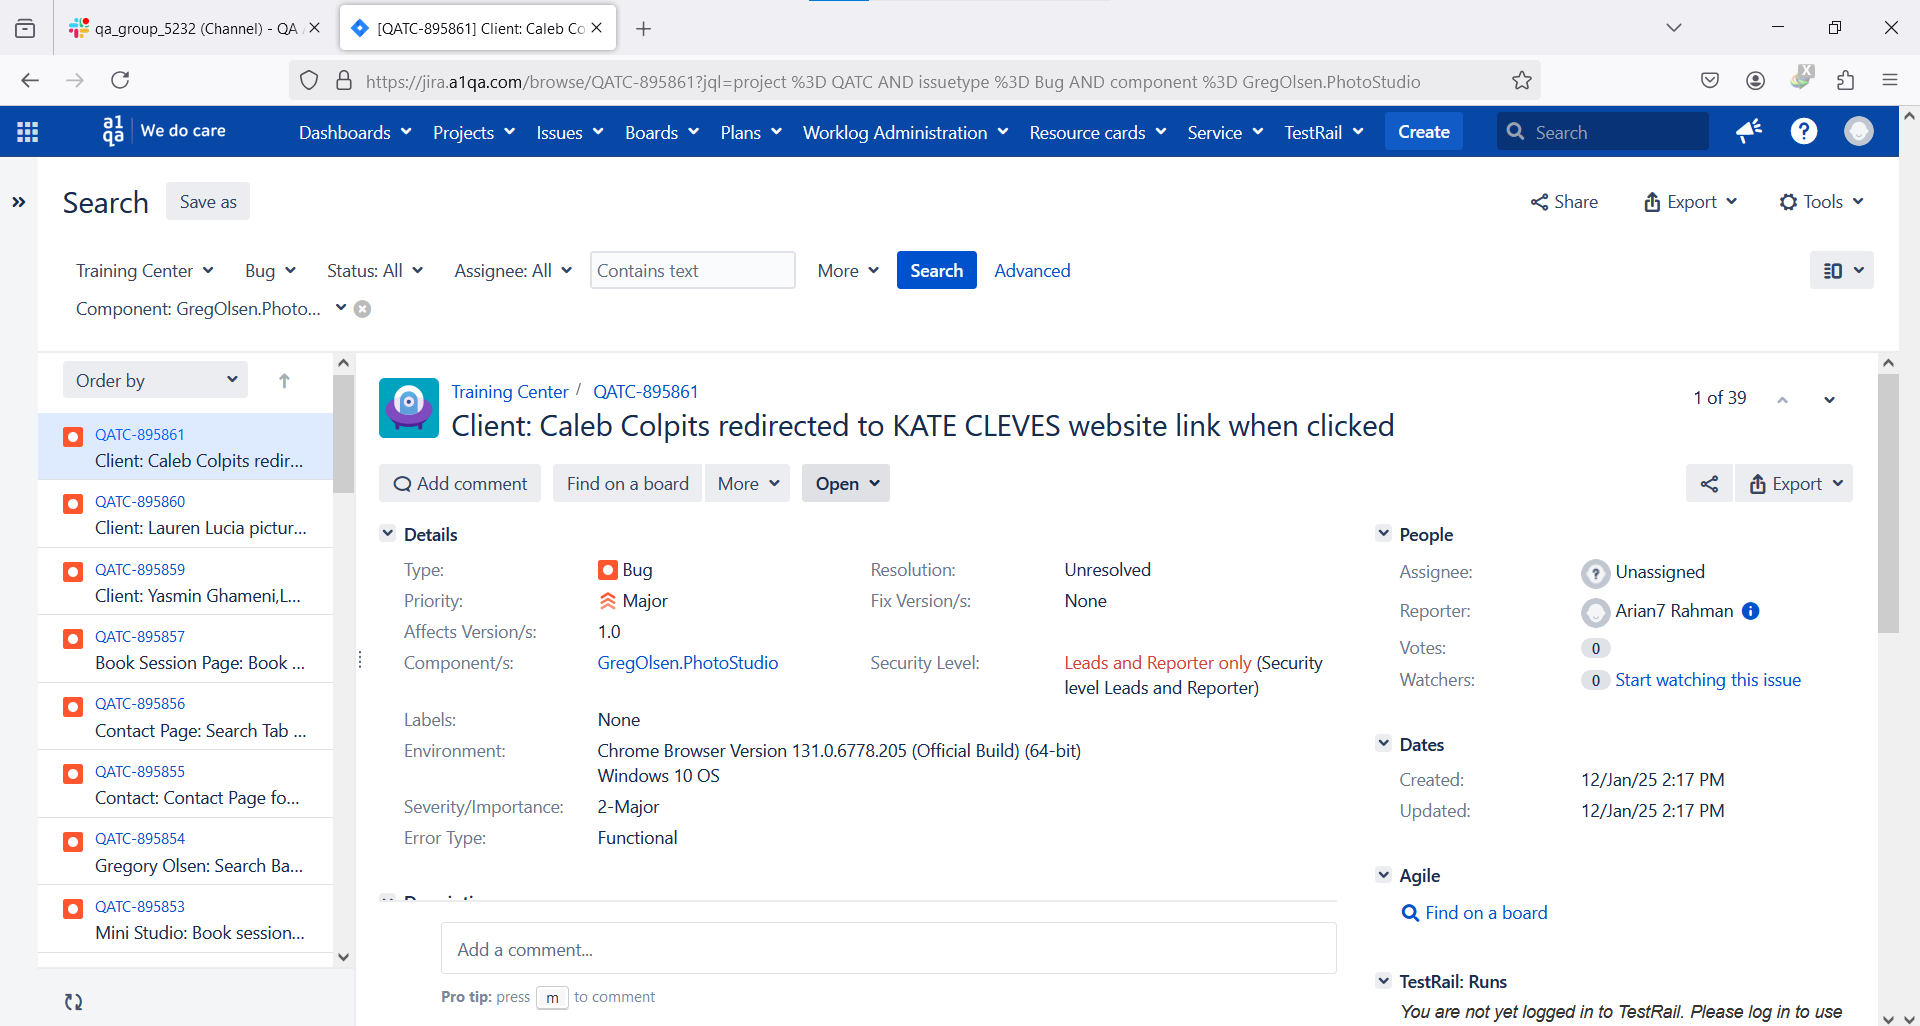 qa_group_5232 (Channel) - QA
[QATC-895861] Client: Caleb Co
https://jira.a1qa.com/browse/QATC-895861?jql=project %3D QATC AND issuetype %3D Bug AND component %3D GregOlsen.PhotoStudio
a1qa We do care Dashboards Projects Issues Boards Plans Worklog Administration Resource cards Service TestRail Create Search
Search Save as Share Export Tools
Training Center Bug Status: All Assignee: All Contains text More Search Advanced
Component: GregOlsen.Photo...
Order by
QATC-895861
Client: Caleb Colpits redir...
QATC-895860
Client: Lauren Lucia pictur...
QATC-895859
Client: Yasmin Ghameni,L...
QATC-895857
Book Session Page: Book ...
QATC-895856
Contact Page: Search Tab ...
QATC-895855
Contact: Contact Page fo...
QATC-895854
Gregory Olsen: Search Ba...
QATC-895853
Mini Studio: Book session...
Training Center / QATC-895861
1 of 39
Client: Caleb Colpits redirected to KATE CLEVES website link when clicked
Add comment Find on a board More Open Export
Details
Type: Bug Resolution: Unresolved
Priority: Major Fix Version/s: None
Affects Version/s: 1.0
Component/s: GregOlsen.PhotoStudio Security Level: Leads and Reporter only (Security
level Leads and Reporter)
Labels: None
Environment: Chrome Browser Version 131.0.6778.205 (Official Build) (64-bit)
Windows 10 OS
Severity/Importance: 2-Major
Error Type: Functional
Add a comment...
Pro tip: press m to comment
People
Assignee: Unassigned
Reporter: Arian7 Rahman
Votes: 0
Watchers: 0 Start watching this issue
Dates
Created: 12/Jan/25 2:17 PM
Updated: 12/Jan/25 2:17 PM
Agile
Find on a board
TestRail: Runs
You are not yet logged in to TestRail. Please log in to use